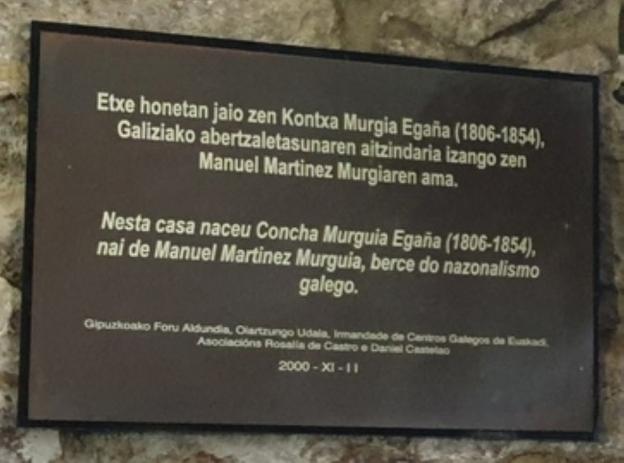 Etxe honetan jaio zen Kontxa Murgia Egaña (1806-1854),
Galiziako abertzaletasunaren aitzindaria izango zen
Manuel Martinez Murgiaren ama.
Nesta casa naceu Concha Murguia Egaña (1806-1854),
nai de Manuel Martinez Murguia, berce do nazonalismo
galego.
Gipuzkoako Foru Aldundia, Oiartzungo Udala, Irmandade de Centros Galegos de Euskadi,
Asociacións Rosalía de Castro e Daniel Castelao
2000 - XI - 11